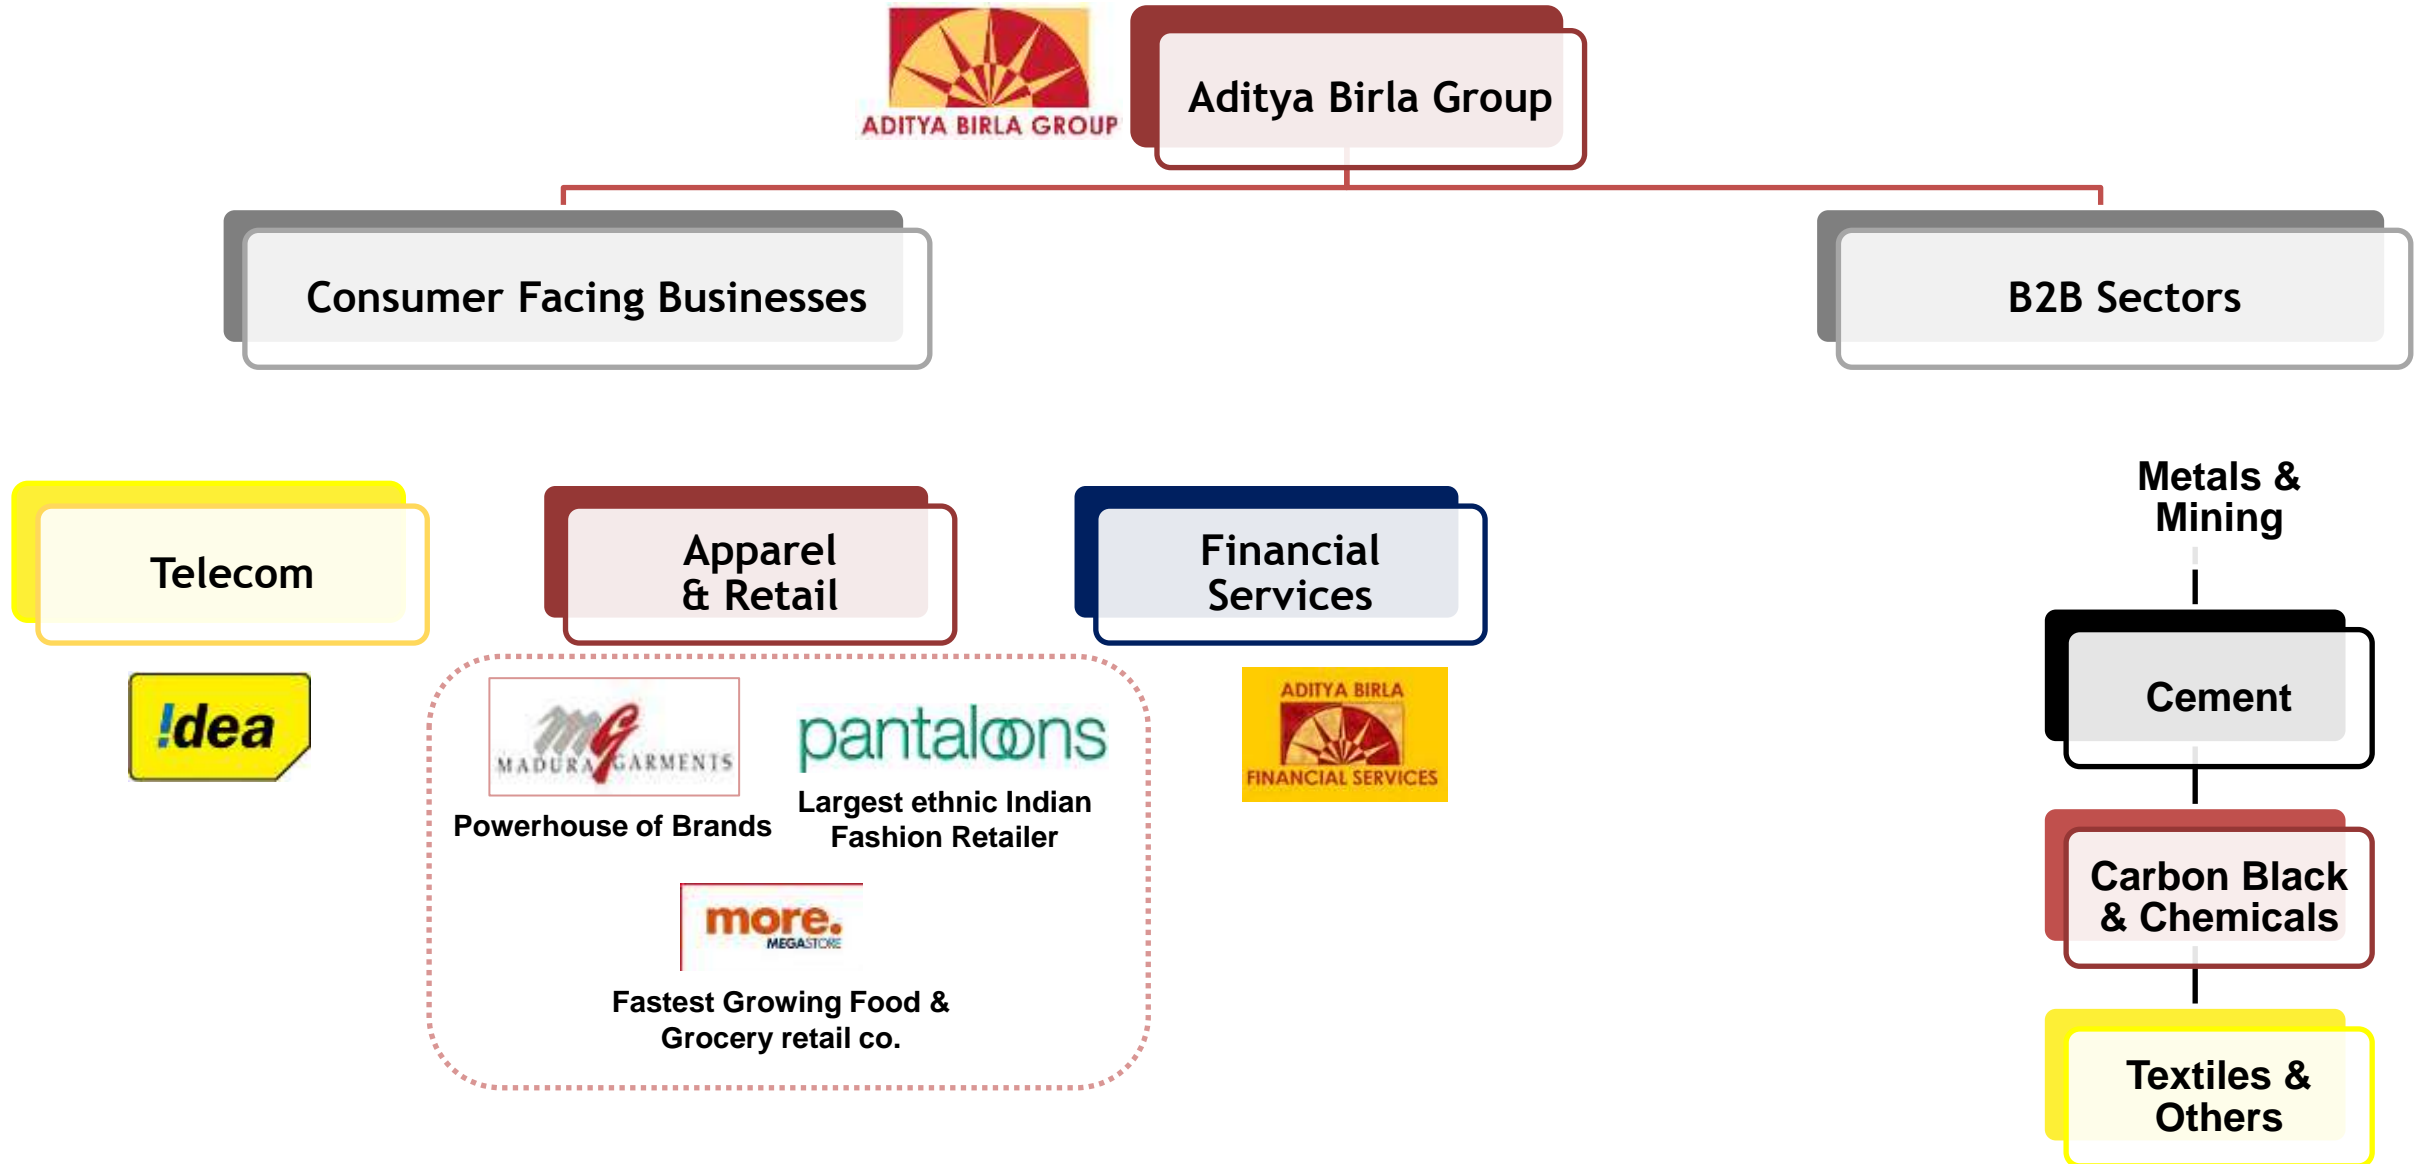 ADITYA BIRLA GROUP
Aditya Birla Group
Consumer Facing Businesses
B2B Sectors
Telecom
Apparel
& Retail
Financial
Services
Metals &
Mining
!dea
MADURA GARMENTS
Powerhouse of Brands
pantaloons
Largest ethnic Indian
Fashion Retailer
more.
MEGASTORE
Fastest Growing Food &
Grocery retail co.
ADITYA BIRLA
FINANCIAL SERVICES
Cement
Carbon Black
& Chemicals
Textiles &
Others